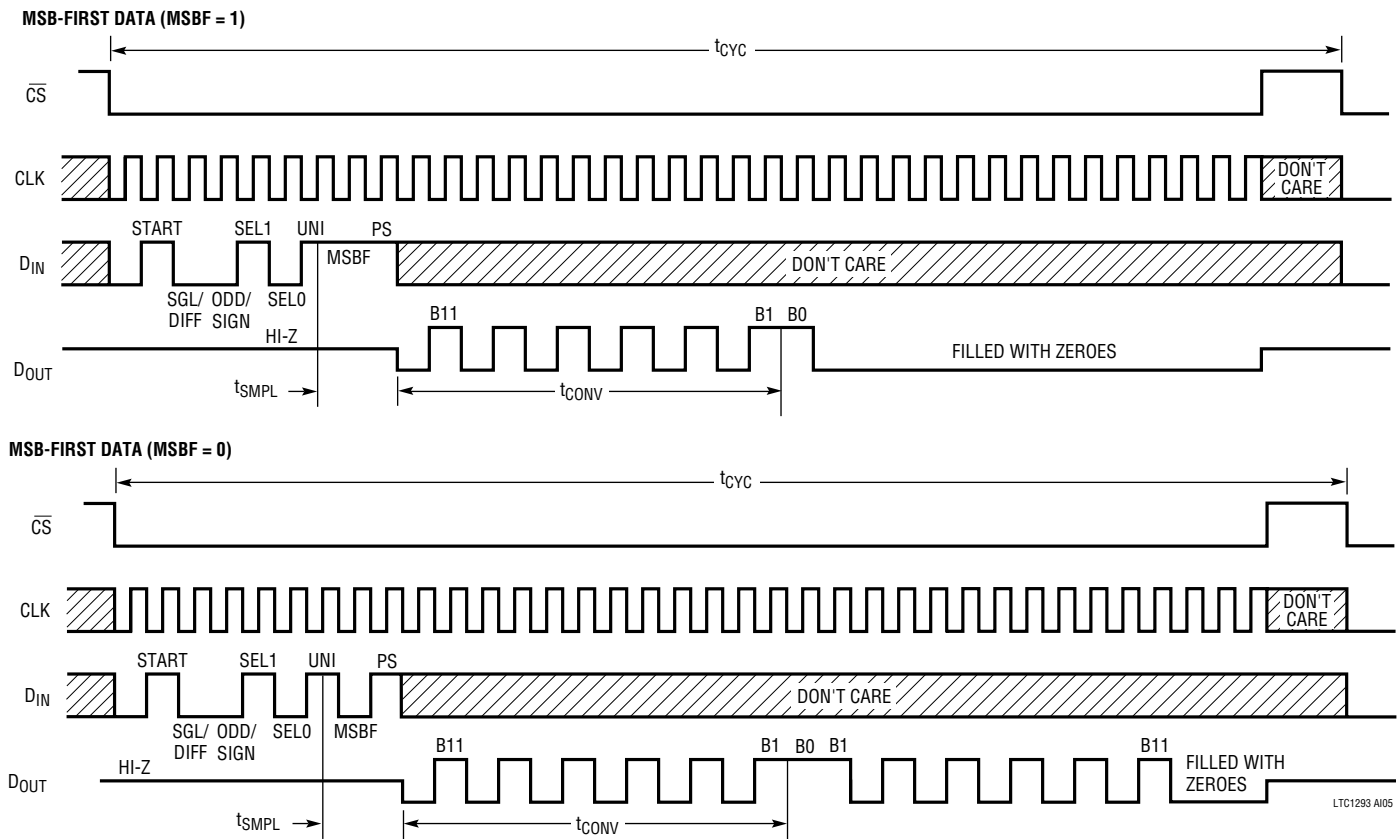 MSB-FIRST DATA (MSBF = 1)
tCYC
CS
CLK
DON'T
CARE
START SEL1 UNI PS
DIN
MSBF
DON'T CARE
SGL/ ODD/ SEL0
DIFF SIGN
HI-Z
B11 B1 B0
DOUT
FILLED WITH ZEROES
tSMPL
tCONV
MSB-FIRST DATA (MSBF = 0)
tCYC
CS
CLK
DON'T
CARE
START SEL1 UNI PS
DIN
DON'T CARE
SGL/ ODD/ SEL0 MSBF
DIFF SIGN
B11 B1 B0 B1 B11
HI-Z
DOUT
FILLED WITH
ZEROES
LTC1293 AI05
tSMPL
tCONV